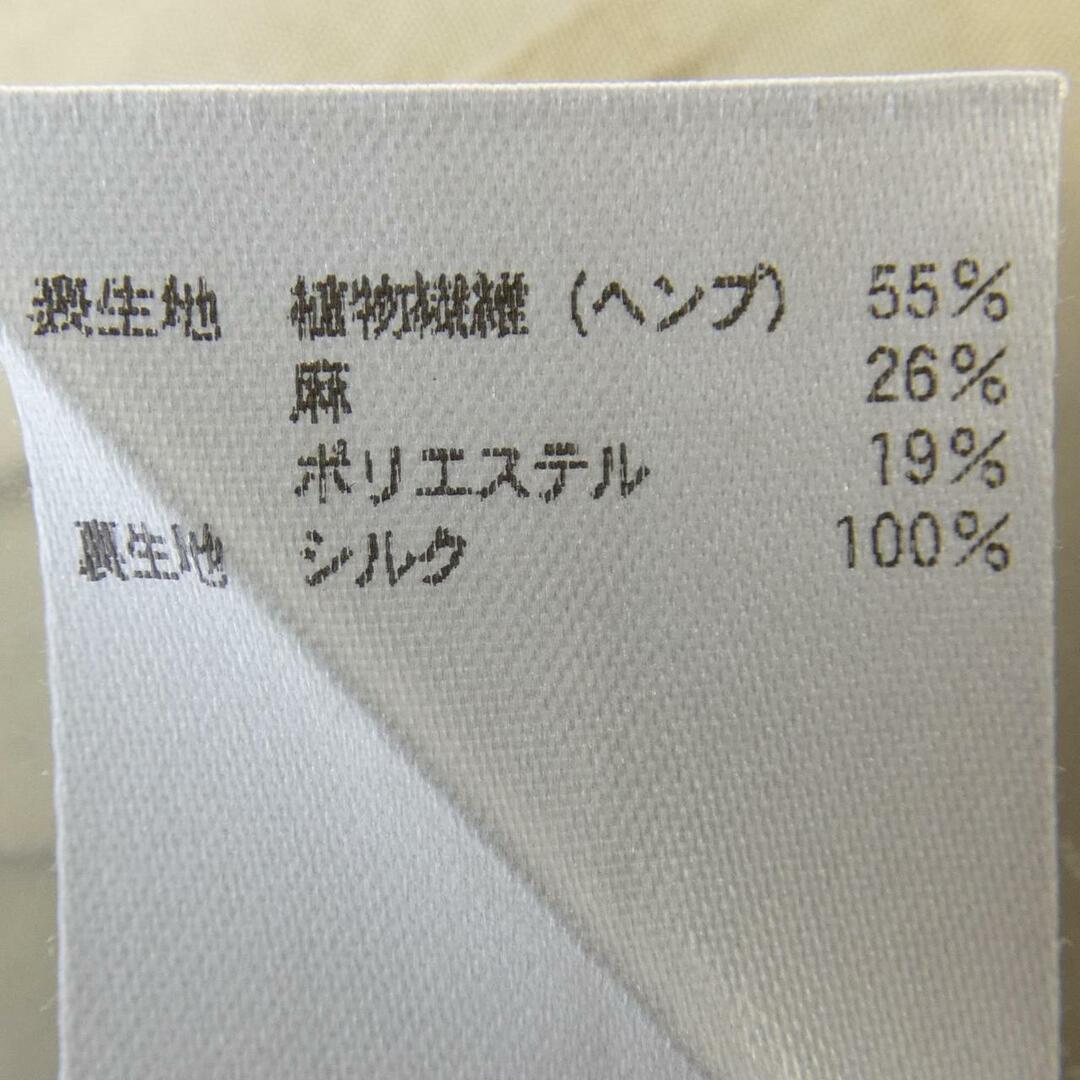 表生地 植物繊維（ヘンプ） 55%
麻 26%
ポリエステル 19%
裏生地 シルク 100%